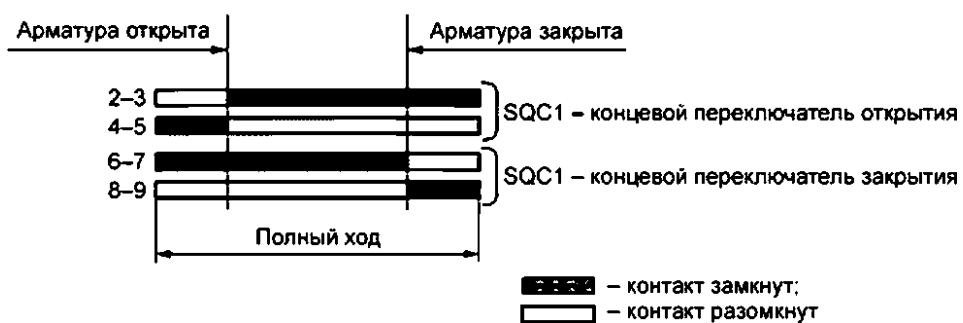 Арматура открыта
Арматура закрыта
2–3
4–5
SQC1 – концевой переключатель открытия
6–7
8–9
SQC1 – концевой переключатель закрытия
Полный ход
– контакт замкнут;
– контакт разомкнут